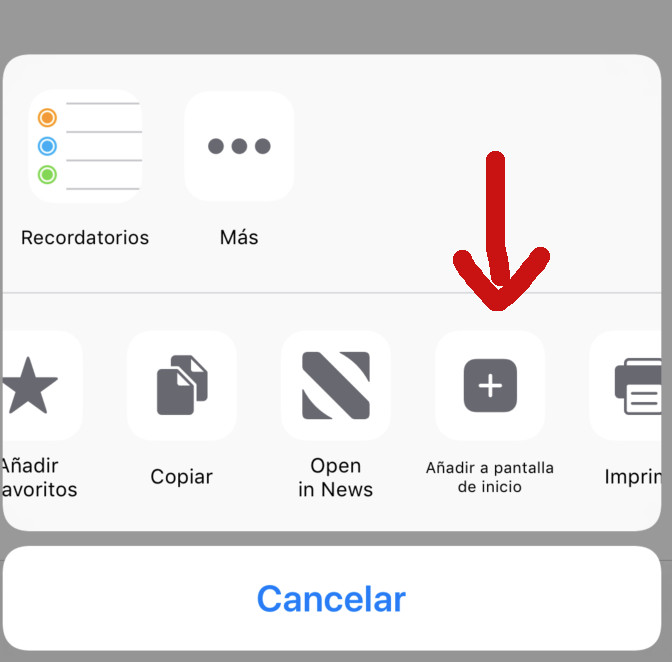 Recordatorios
Más
Añadir
avoritos
Copiar
Open
in News
Añadir a pantalla
de inicio
Imprin
Cancelar